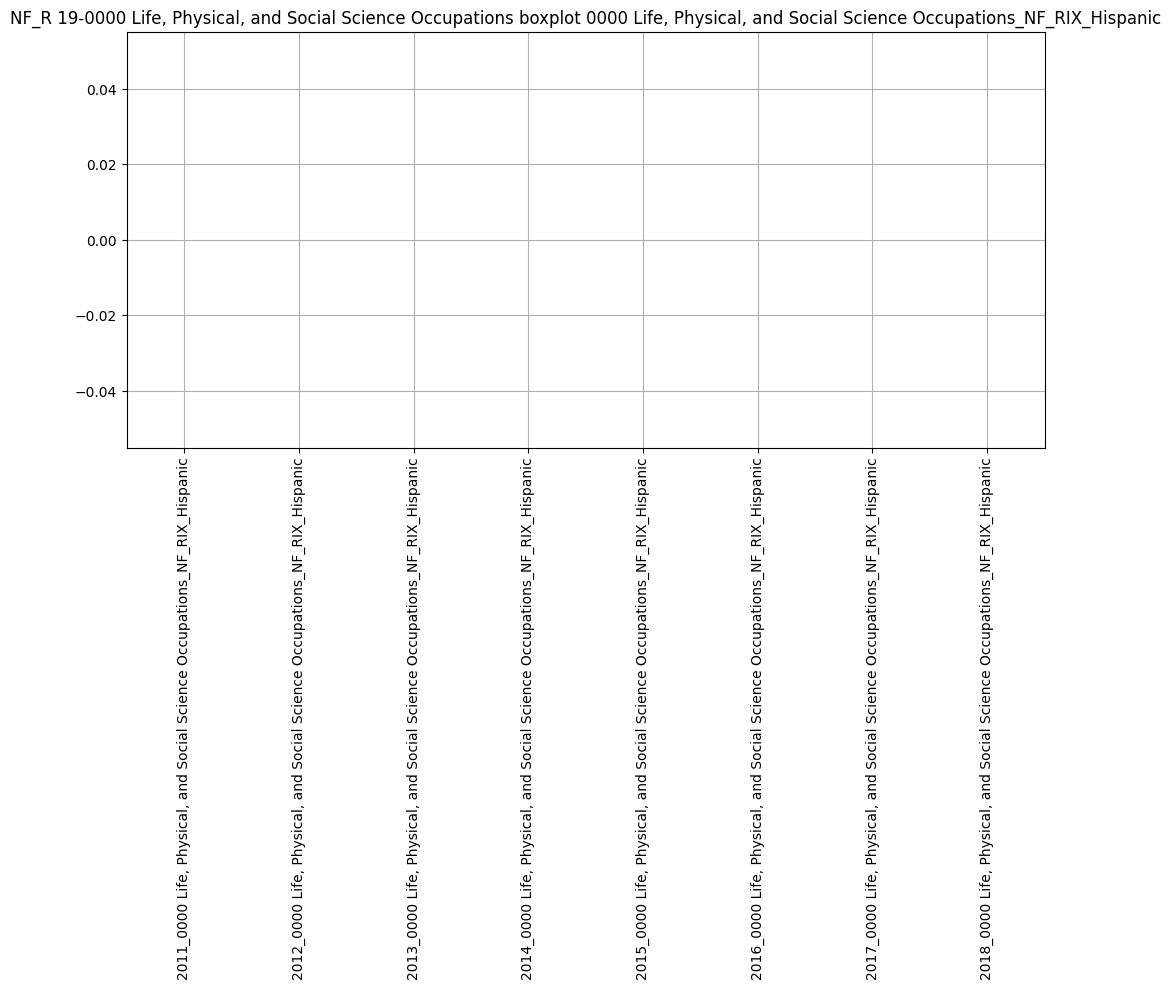 NF_R 19-0000 Life, Physical, and Social Science Occupations boxplot 0000 Life, Physical, and Social Science Occupations_NF_RIX_Hispanic
0.04
0.02
0.00
−0.02
−0.04
2011_0000 Life, Physical, and Social Science Occupations_NF_RIX_Hispanic
2012_0000 Life, Physical, and Social Science Occupations_NF_RIX_Hispanic
2013_0000 Life, Physical, and Social Science Occupations_NF_RIX_Hispanic
2014_0000 Life, Physical, and Social Science Occupations_NF_RIX_Hispanic
2015_0000 Life, Physical, and Social Science Occupations_NF_RIX_Hispanic
2016_0000 Life, Physical, and Social Science Occupations_NF_RIX_Hispanic
2017_0000 Life, Physical, and Social Science Occupations_NF_RIX_Hispanic
2018_0000 Life, Physical, and Social Science Occupations_NF_RIX_Hispanic